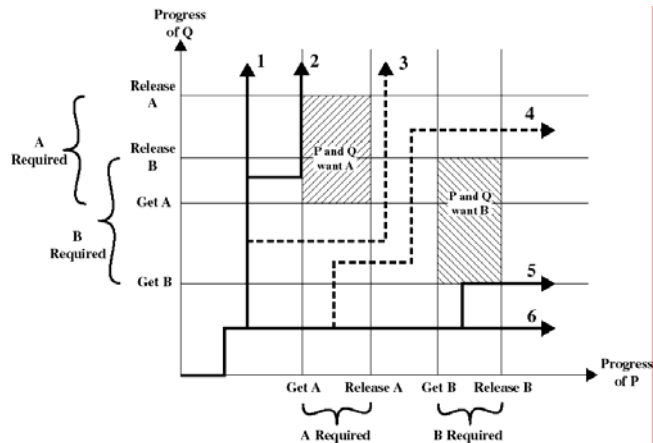 Progress
of Q
1
2
3
4
Release
A
A
Required
Release
B
P and Q
want A
P and Q
want B
Get A
B
Required
Get B
5
6
Progress
of P
Get A
Release A
Get B
Release B
A Required
B Required